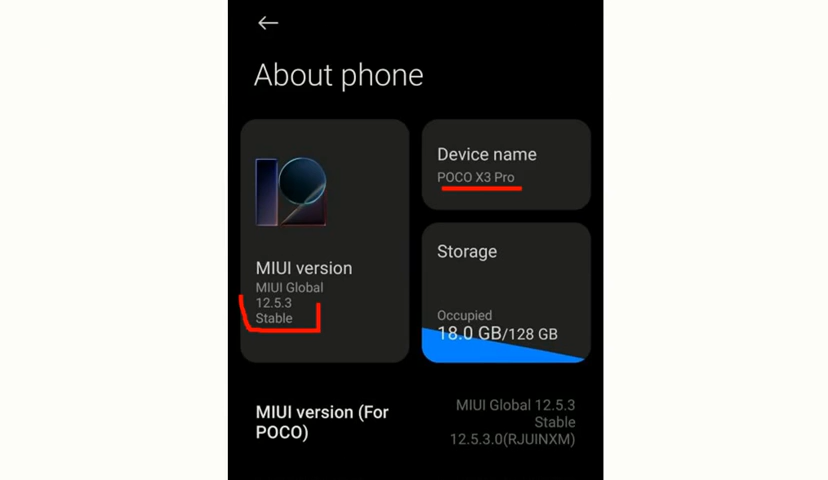 About phone
MIUI version
MIUI Global
12.5.3
Stable
Device name
POCO X3 Pro
Storage
Occupied
18.0 GB/128 GB
MIUI version (For
POCO)
MIUI Global 12.5.3
Stable
12.5.3.0(RJUINXM)